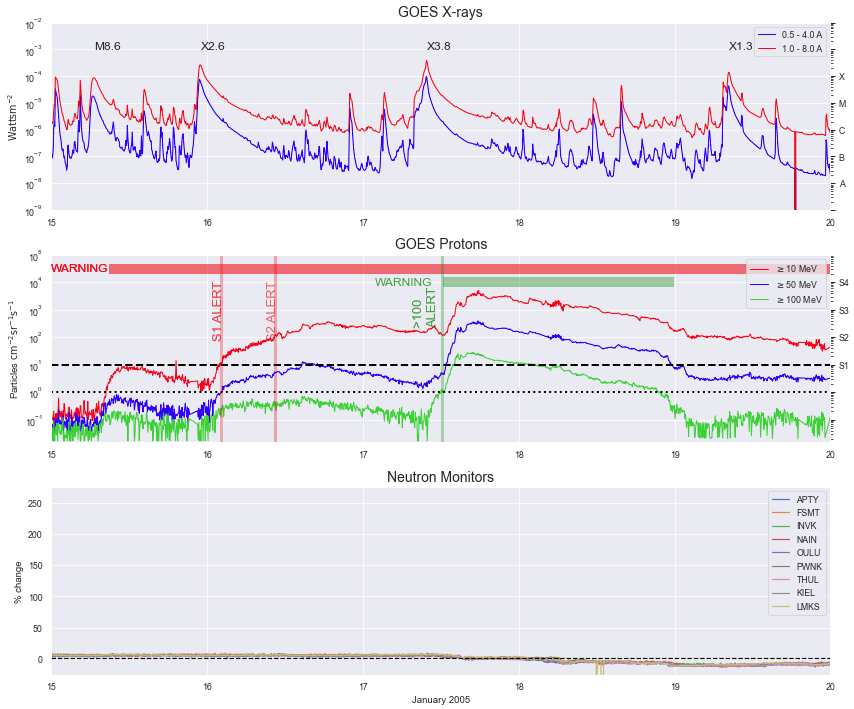 GOES X-rays
10⁻²
10⁻³
10⁻⁴
10⁻⁵
10⁻⁶
10⁻⁷
10⁻⁸
10⁻⁹
Wattsm⁻²
M8.6
X2.6
X3.8
X1.3
0.5 - 4.0 A
1.0 - 8.0 A
X
M
C
B
A
15
16
17
18
19
20
GOES Protons
10⁵
10⁴
10³
10²
10¹
10⁰
10⁻¹
Particles cm⁻²sr⁻¹s⁻¹
WARNING
S1 ALERT
S2 ALERT
WARNING
>100
ALERT
≥10 MeV
≥50 MeV
≥100 MeV
S4
S3
S2
S1
15
16
17
18
19
20
Neutron Monitors
250
200
150
100
50
0
% change
APTY
FSMT
INVK
NAIN
OULU
PWNK
THUL
KIEL
LMKS
15
16
17
18
19
20
January 2005